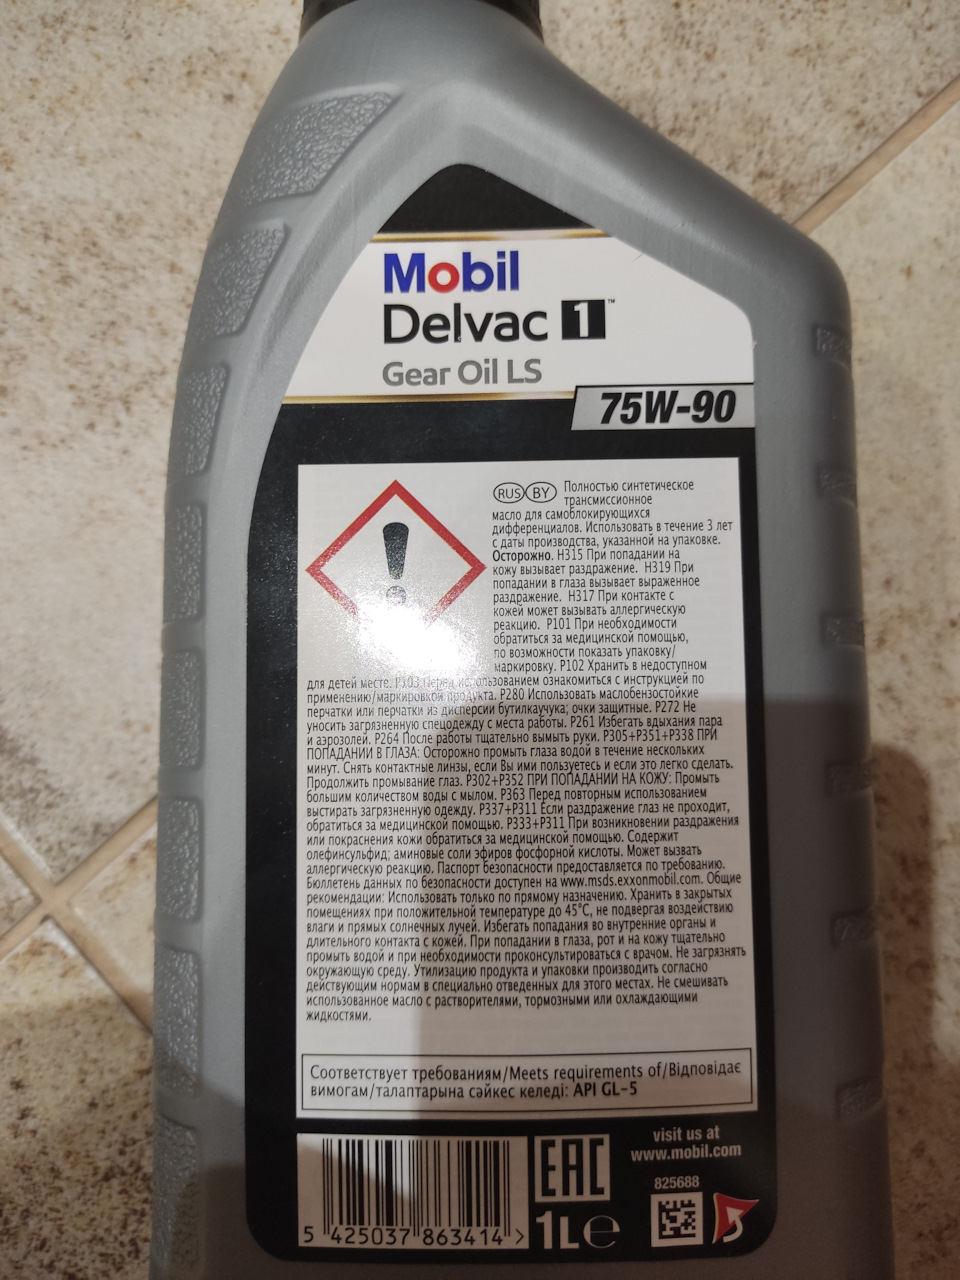 Mobil
Delvac 1™
Gear Oil LS
75W-90
RUS BY Полностью синтетическое
трансмиссионное
масло для самоблокирующихся
дифференциалов. Использовать в течение 3 лет
с даты производства, указанной на упаковке.
Осторожно. H315 При попадании на
кожу вызывает раздражение. H319 При
попадании в глаза вызывает выраженное
раздражение. H317 При контакте с
кожей может вызывать аллергическую
реакцию. P101 При необходимости
обратиться за медицинской помощью,
по возможности показать упаковку/
маркировку. P102 Хранить в недоступном
для детей месте. P103 Перед использованием ознакомиться с инструкцией по
применению/маркировкой продукта. P280 Использовать маслобензостойкие
перчатки или перчатки из дисперсии бутилкаучука; очки защитные. P272 Не
уносить загрязненную спецодежду с места работы. P261 Избегать вдыхания пара
и аэрозолей. P264 После работы тщательно вымыть руки. P305+P351+P338 ПРИ
ПОПАДАНИИ В ГЛАЗА: Осторожно промыть глаза водой в течение нескольких
минут. Снять контактные линзы, если Вы ими пользуетесь и если это легко сделать.
Продолжить промывание глаз. P302+P352 ПРИ ПОПАДАНИИ НА КОЖУ: Промыть
большим количеством воды с мылом. P363 Перед повторным использованием
выстирать загрязненную одежду. P337+P311 Если раздражение глаз не проходит,
обратиться за медицинской помощью. P333+P311 При возникновении раздражения
или покраснения кожи обратиться за медицинской помощью. Содержит
олефинсульфид; аминовые соли эфиров фосфорной кислоты. Может вызвать
аллергическую реакцию. Паспорт безопасности предоставляется по требованию.
Бюллетень данных по безопасности доступен на www.msds.exxonmobil.com. Общие
рекомендации: Использовать только по прямому назначению. Хранить в закрытых
помещениях при положительной температуре до 45°C, не подвергая воздействию
влаги и прямых солнечных лучей. Избегать попадания во внутренние органы и
длительного контакта с кожей. При попадании в глаза, рот и на кожу тщательно
промыть водой и при необходимости проконсультироваться с врачом. Не загрязнять
окружающую среду. Утилизацию продукта и упаковки производить согласно
действующим нормам в специально отведенных для этого местах. Не смешивать
использованное масло с растворителями, тормозными или охлаждающими
жидкостями.
Соответствует требованиям/Meets requirements of/Відповідає
вимогам/талаптарына сәйкес келеді: API GL-5
5 425037 863414 >
EAC
1L e
visit us at
www.mobil.com
825688